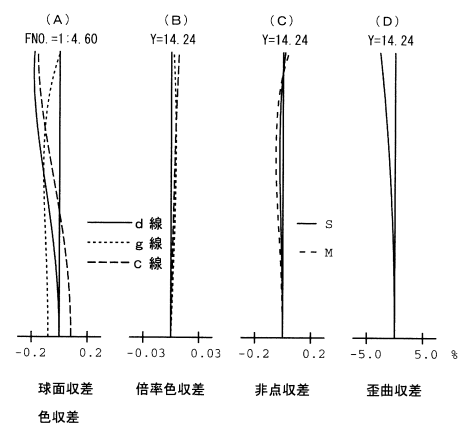 (A) (B) (C) (D)
FNO.=1:4.60 Y=14.24 Y=14.24 Y=14.24
d 線
g 線
c 線
S
M
-0.2 0.2 -0.03 0.03 -0.2 0.2 -5.0 5.0 %
球面収差 倍率色収差 非点収差 歪曲収差
色収差